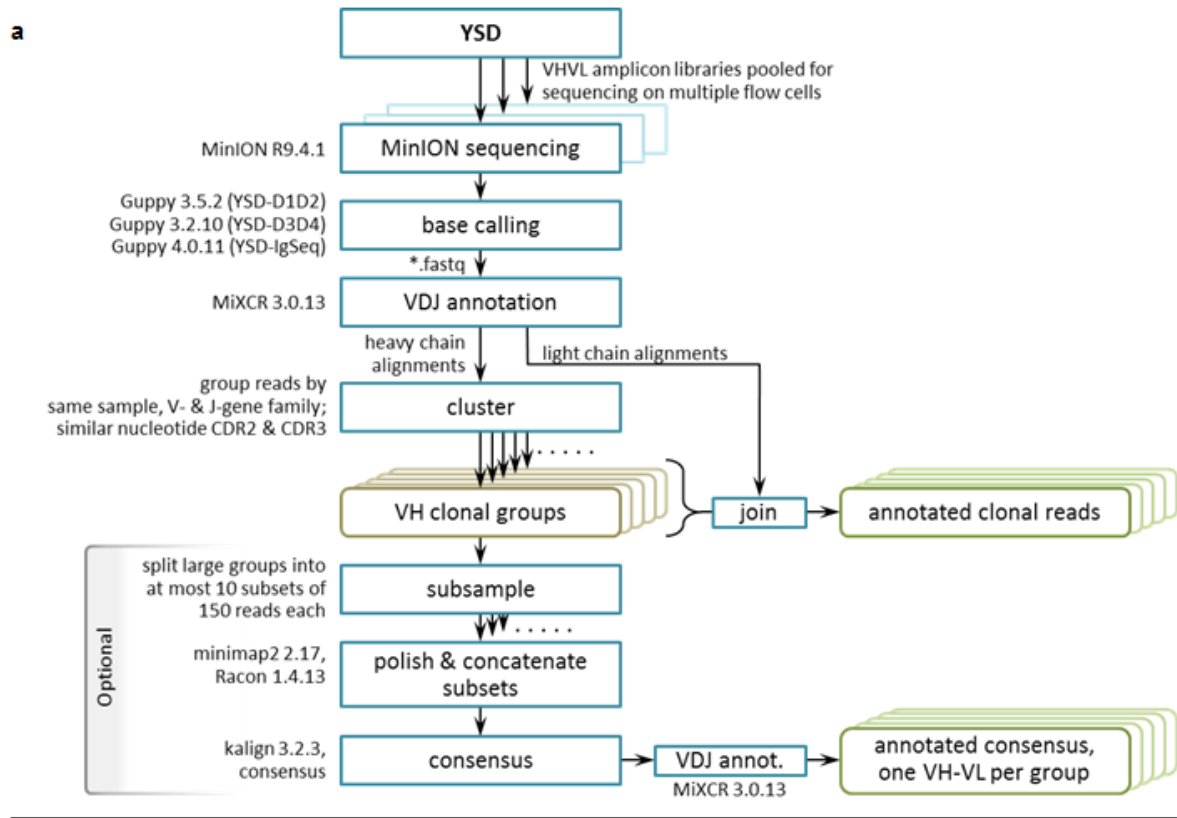 a
YSD
VHVL amplicon libraries pooled for
sequencing on multiple flow cells
MinION R9.4.1
MinION sequencing
Guppy 3.5.2 (YSD-D1D2)
Guppy 3.2.10 (YSD-D3D4)
Guppy 4.0.11 (YSD-IgSeq)
base calling
*.fastq
MiXCR 3.0.13
VDJ annotation
heavy chain
alignments
light chain alignments
group reads by
same sample, V- & J-gene family;
similar nucleotide CDR2 & CDR3
cluster
. . . . .
VH clonal groups
join
annotated clonal reads
Optional
split large groups into
at most 10 subsets of
150 reads each
subsample
. . . . .
minimap2 2.17,
Racon 1.4.13
polish & concatenate
subsets
kalign 3.2.3,
consensus
consensus
VDJ annot.
MiXCR 3.0.13
annotated consensus,
one VH-VL per group